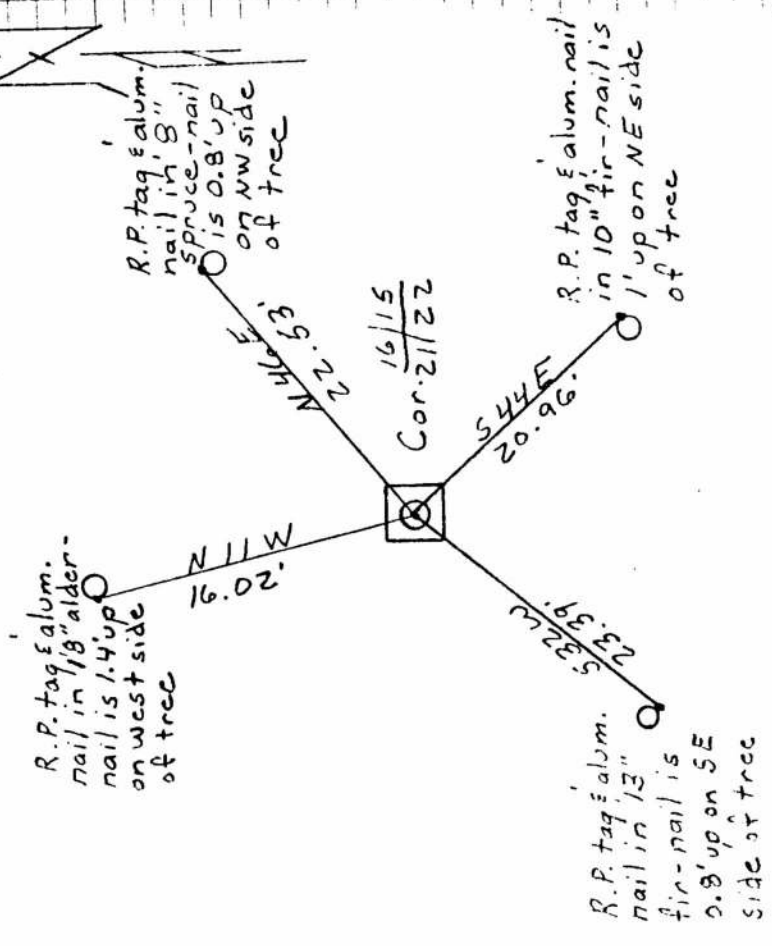 R.P. tag & alum.
nail in 18" alder-
nail is 1.4' up
on west side
of tree
N 11 W
16.02'
R.P. tag & alum.
nail in 8"
spruce-nail
is 0.8' up
on NW side
of tree
N 46 E
22.53'
Cor. 16|15
21|22
S 44 E
20.96'
R.P. tag & alum. nail
in 10" fir-nail is
1' up on NE side
of tree
S 32 W
23.39'
R.P. tag & alum.
nail in 13"
fir-nail is
0.8' up on SE
side of tree